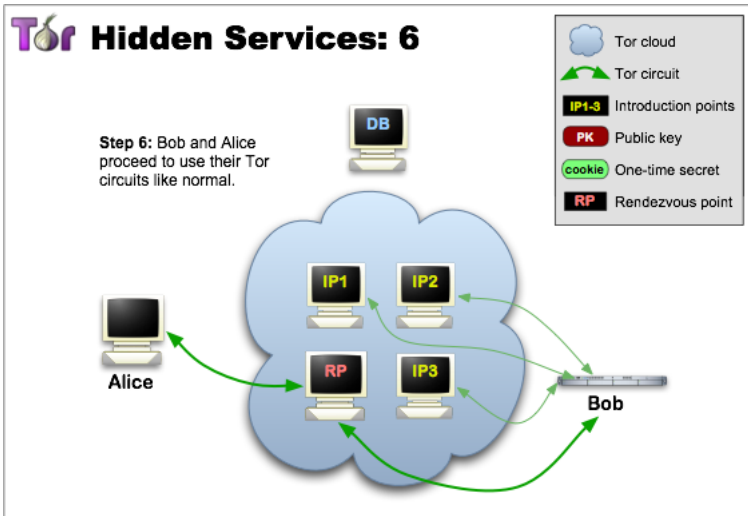 Tor Hidden Services: 6
Tor cloud
Tor circuit
IP1-3 Introduction points
PK Public key
cookie One-time secret
RP Rendezvous point
DB
Step 6: Bob and Alice
proceed to use their Tor
circuits like normal.
IP1 IP2
RP IP3
Alice
Bob